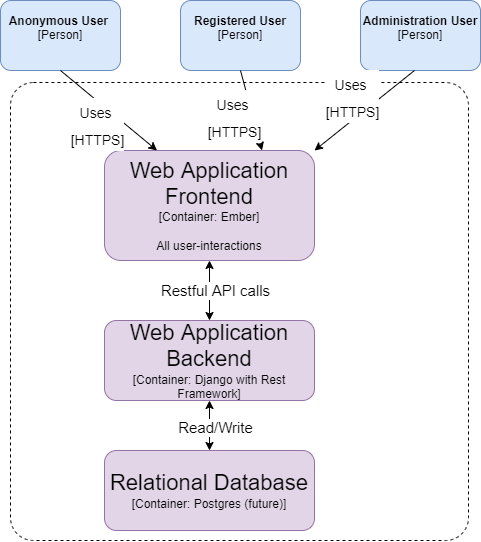 Anonymous User
[Person]
Registered User
[Person]
Administration User
[Person]
Uses
[HTTPS]
Uses
[HTTPS]
Uses
[HTTPS]
Web Application
Frontend
[Container: Ember]
All user-interactions
Restful API calls
Web Application
Backend
[Container: Django with Rest
Framework]
Read/Write
Relational Database
[Container: Postgres (future)]